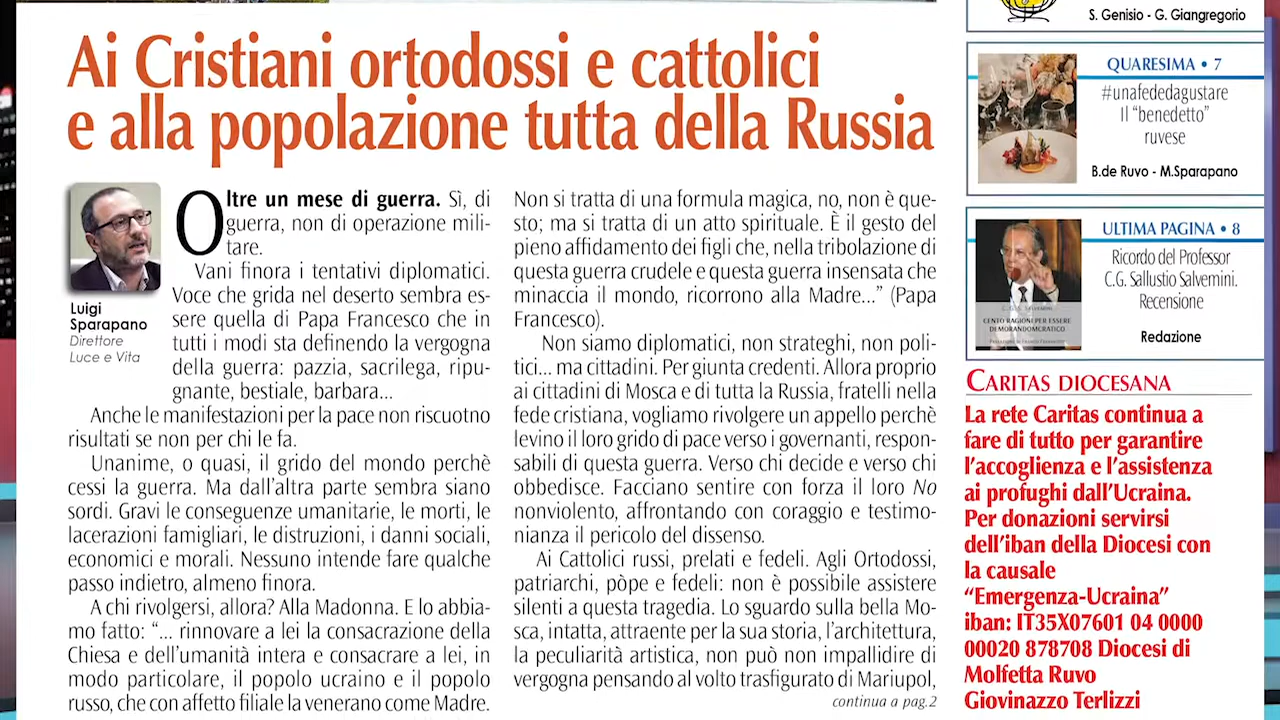 Ai Cristiani ortodossi e cattolici
e alla popolazione tutta della Russia
Luigi
Sparapano
Direttore
Luce e Vita
Oltre un mese di guerra. Sì, di
guerra, non di operazione mili-
tare.
Vani finora i tentativi diplomatici.
Voce che grida nel deserto sembra es-
sere quella di Papa Francesco che in
tutti i modi sta definendo la vergogna
della guerra: pazzia, sacrilega, ripu-
gnante, bestiale, barbara...
Anche le manifestazioni per la pace non riscuotno
risultati se non per chi le fa.
Unanime, o quasi, il grido del mondo perchè
cessi la guerra. Ma dall'altra parte sembra siano
sordi. Gravi le conseguenze umanitarie, le morti, le
lacerazioni famigliari, le distruzioni, i danni sociali,
economici e morali. Nessuno intende fare qualche
passo indietro, almeno finora.
A chi rivolgersi, allora? Alla Madonna. E lo abbia-
mo fatto: “... rinnovare a lei la consacrazione della
Chiesa e dell'umanità intera e consacrare a lei, in
modo particolare, il popolo ucraino e il popolo
russo, che con affetto filiale la venerano come Madre.
Non si tratta di una formula magica, no, non è que-
sto; ma si tratta di un atto spirituale. È il gesto del
pieno affidamento dei figli che, nella tribolazione di
questa guerra crudele e questa guerra insensata che
minaccia il mondo, ricorrono alla Madre...” (Papa
Francesco).
Non siamo diplomatici, non strateghi, non poli-
tici... ma cittadini. Per giunta credenti. Allora proprio
ai cittadini di Mosca e di tutta la Russia, fratelli nella
fede cristiana, vogliamo rivolgere un appello perchè
levino il loro grido di pace verso i governanti, respon-
sabili di questa guerra. Verso chi decide e verso chi
obbedisce. Facciano sentire con forza il loro No
nonviolento, affrontando con coraggio e testimo-
nianza il pericolo del dissenso.
Ai Cattolici russi, prelati e fedeli. Agli Ortodossi,
patriarchi, pòpe e fedeli: non è possibile assistere
silenti a questa tragedia. Lo sguardo sulla bella Mo-
sca, intatta, attraente per la sua storia, l'architettura,
la peculiarità artistica, non può non impallidire di
vergogna pensando al volto trasfigurato di Mariupol,
continua a pag.2
S. Genisio - G. Giangregorio
QUARESIMA • 7
#unafededagustare
Il “benedetto”
ruvese
B.de Ruvo - M.Sparapano
ULTIMA PAGINA • 8
Ricordo del Professor
C.G. Sallustio Salvemini.
Recensione
Redazione
CENTO RAGIONI PER ESSERE
CARITAS DIOCESANA
La rete Caritas continua a
fare di tutto per garantire
l'accoglienza e l'assistenza
ai profughi dall'Ucraina.
Per donazioni servirsi
dell'iban della Diocesi con
la causale
“Emergenza-Ucraina”
iban: IT35X07601 04 0000
00020 878708 Diocesi di
Molfetta Ruvo
Giovinazzo Terlizzi